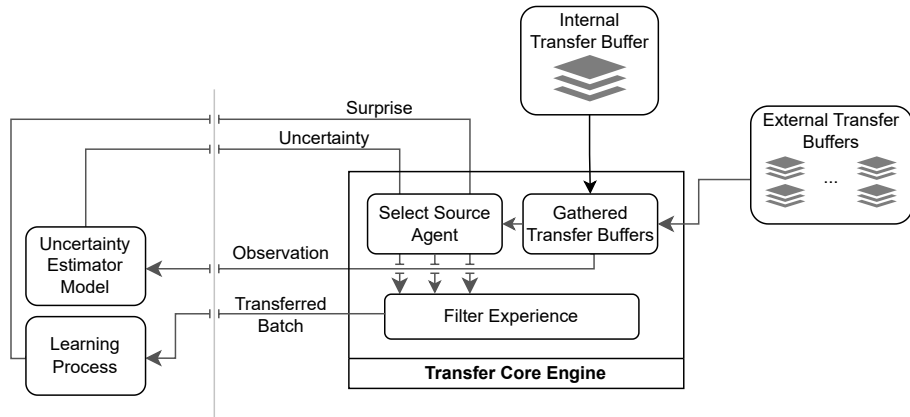 Internal
Transfer Buffer
Surprise
Uncertainty
External Transfer
Buffers
...
Select Source
Agent
Gathered
Transfer Buffers
Uncertainty
Estimator
Model
Observation
Transferred
Batch
Filter Experience
Learning
Process
Transfer Core Engine